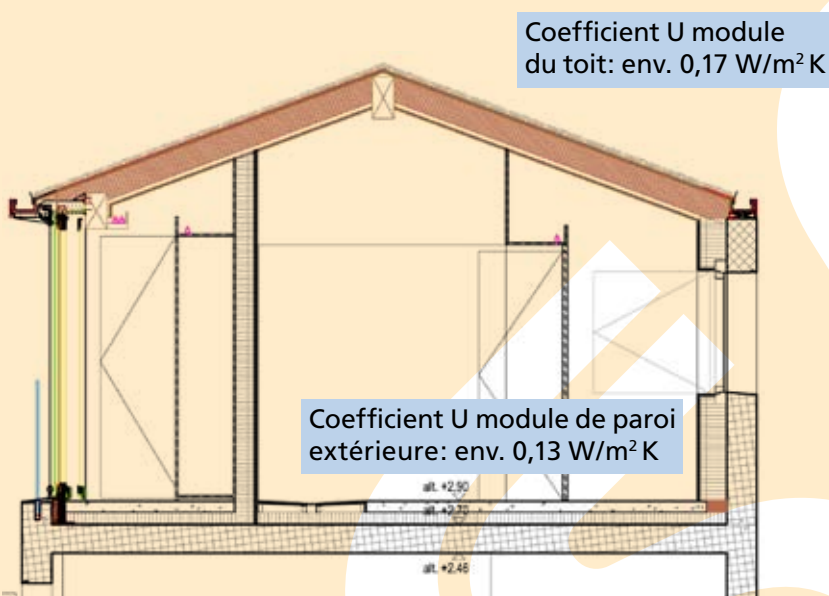 Coefficient U module
du toit: env. 0,17 W/m² K
Coefficient U module de paroi
extérieure: env. 0,13 W/m² K
alt. +2,90
alt. +2,70
alt. +2,46